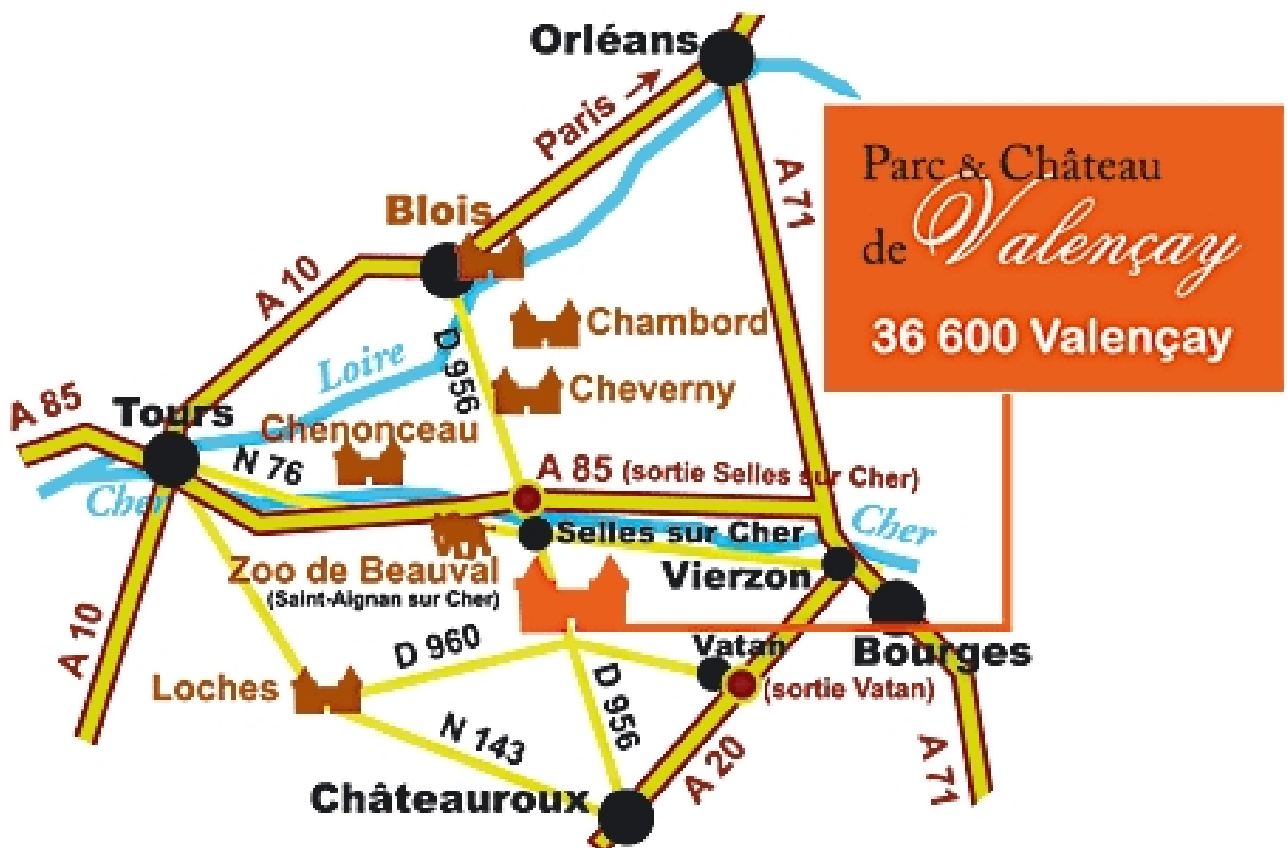 Orléans
Paris →
A 71
Parc & Château
de Valençay
36 600 Valençay
Blois
A 10
Chambord
D 956
Loire
Cheverny
A 85
Tours
Chenonceau
N 76
A 85 (sortie Selles sur Cher)
Cher
Cher
Selles sur Cher
Zoo de Beauval
(Saint-Aignan sur Cher)
Vierzon
Bourges
A 10
D 960
Vatan
(sortie Vatan)
Loches
D 956
N 143
A 20
A 71
Châteauroux